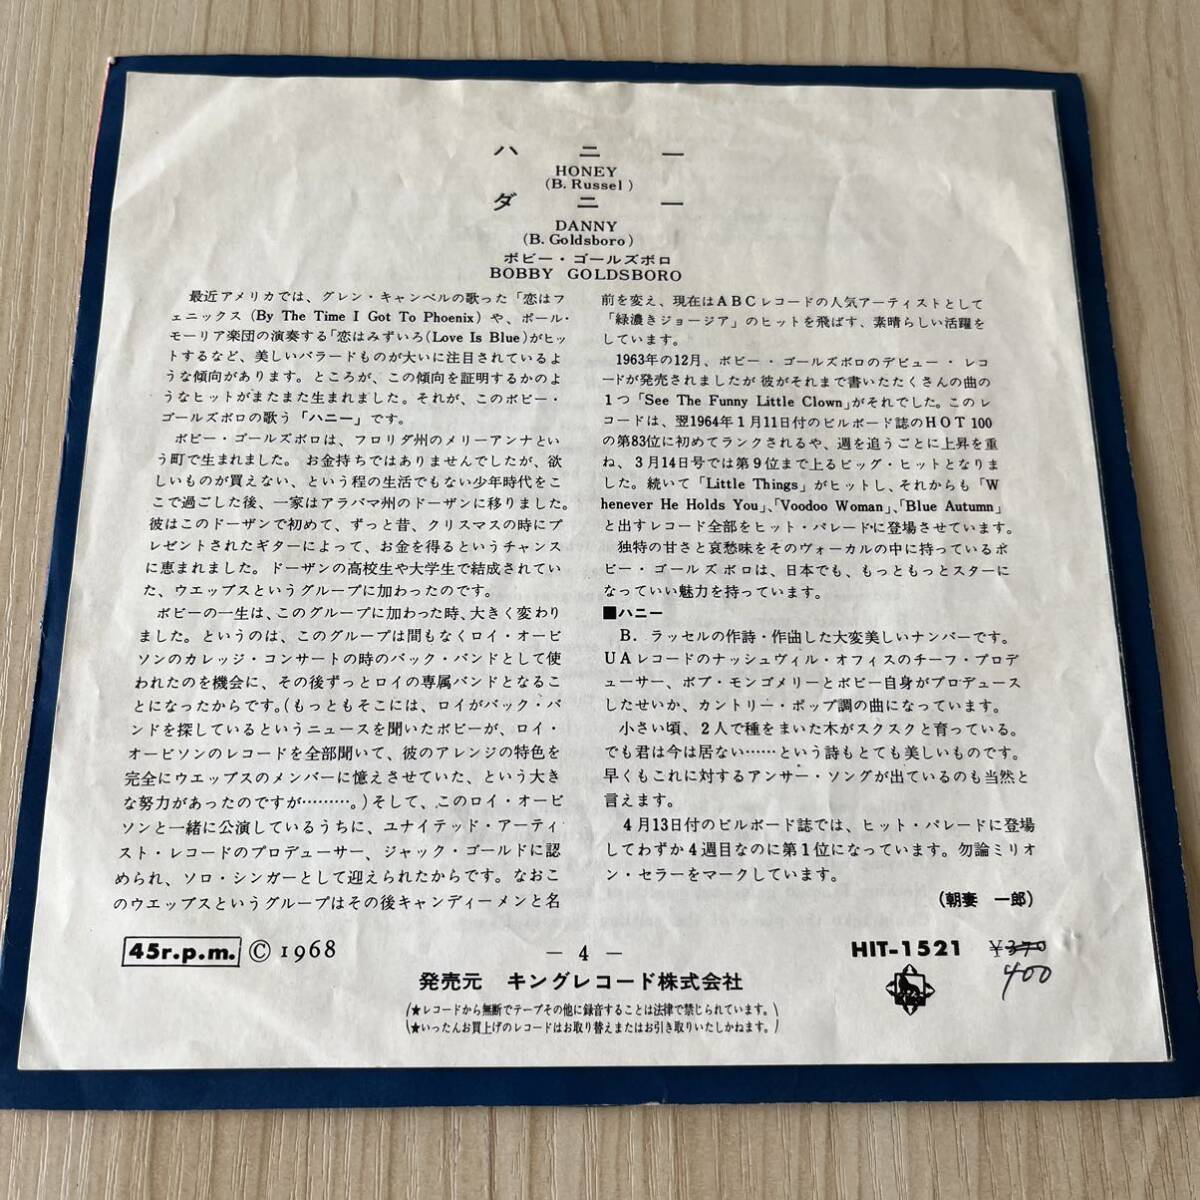 ハニー
HONEY
(B. Russel)
ダニー
DANNY
(B. Goldsboro)
ボビー・ゴールズボロ
BOBBY GOLDSBORO
最近アメリカでは、グレン・キャンベルの歌った「恋はフ
ェニックス(By The Time I Got To Phoenix) や、ポール・
モーリア楽団の演奏する「恋はみずいろ(Love Is Blue)がヒッ
トするなど、美しいバラードものが大いに注目されているよ
うな傾向があります。ところが、この傾向を証明するかのよ
うなヒットがまたまた生まれました。それが、このボビー・
ゴールズボロの歌う「ハニー」です。
ボビー・ゴールズボロは、フロリダ州のメリーアンナとい
う町で生まれました。お金持ちではありませんでしたが、欲
しいものが買えない、という程の生活でもない少年時代をこ
こで過ごした後、一家はアラバマ州のドーザンに移りました。
彼はこのドーザンで初めて、ずっと昔、クリスマスの時にプ
レゼントされたギターによって、お金を得るというチャンス
に恵まれました。ドーザンの高校生や大学生で結成されてい
た、ウエップスというグループに加わったのです。
ボビーの一生は、このグループに加わった時、大きく変わり
ました。というのは、このグループは間もなくロイ・オービ
ソンのカレッジ・コンサートの時のバック・バンドとして使
われたのを機会に、その後ずっとロイの専属バンドとなるこ
とになったからです。(もっともそこには、ロイがバック・バ
ンドを探しているというニュースを聞いたボビーが、ロイ・
オービソンのレコードを全部聞いて、彼のアレンジの特色を
完全にウエップスのメンバーに憶えさせていた、という大き
な努力があったのですが………。)そして、このロイ・オービ
ソンと一緒に公演しているうちに、ユナイテッド・アーティ
スト・レコードのプロデューサー、ジャック・ゴールドに認
められ、ソロ・シンガーとして迎えられたからです。なおこ
のウエップスというグループはその後キャンディーメンと名
前を変え、現在はABCレコードの人気アーティストとして
「緑濃きジョージア」のヒットを飛ばす、素晴らしい活躍を
しています。
1963年の12月、ボビー・ゴールズボロのデビュー・レコ
ードが発売されましたが 彼がそれまで書いたたくさんの曲の
1つ「See The Funny Little Clown」がそれでした。このレ
コードは、翌1964年1月11日付のビルボード誌のHOT 100
の第83位に初めてランクされるや、週を追うごとに上昇を重
ね、3月14日号では第9位まで上るビッグ・ヒットとなりま
した。続いて「Little Things」がヒットし、それからも「W
henever He Holds You」、「Voodoo Woman」、「Blue Autumn」
と出すレコード全部をヒット・パレードに登場させています。
独特の甘さと哀愁味をそのヴォーカルの中に持っているボ
ビー・ゴールズボロは、日本でも、もっともっとスターに
なっていい魅力を持っています。
■ハニー
B. ラッセルの作詩・作曲した大変美しいナンバーです。
UAレコードのナッシュヴィル・オフィスのチーフ・プロデ
ューサー、ボブ・モンゴメリーとボビー自身がプロデュース
したせいか、カントリー・ポップ調の曲になっています。
小さい頃、2人で種をまいた木がスクスクと育っている。
でも君は今は居ない……という詩もとても美しいものです。
早くもこれに対するアンサー・ソングが出ているのも当然と
言えます。
4月13日付のビルボード誌では、ヒット・パレードに登場
してわずか4週目なのに第1位になっています。勿論ミリオ
ン・セラーをマークしています。
(朝妻 一郎)
45r.p.m. © 1968
— 4 —
HIT-1521 ¥370
400
発売元 キングレコード株式会社
(★レコードから無断でテープその他に録音することは法律で禁じられています。)
(★いったんお買上げのレコードはお取り替えまたはお引き取りいたしかねます。)